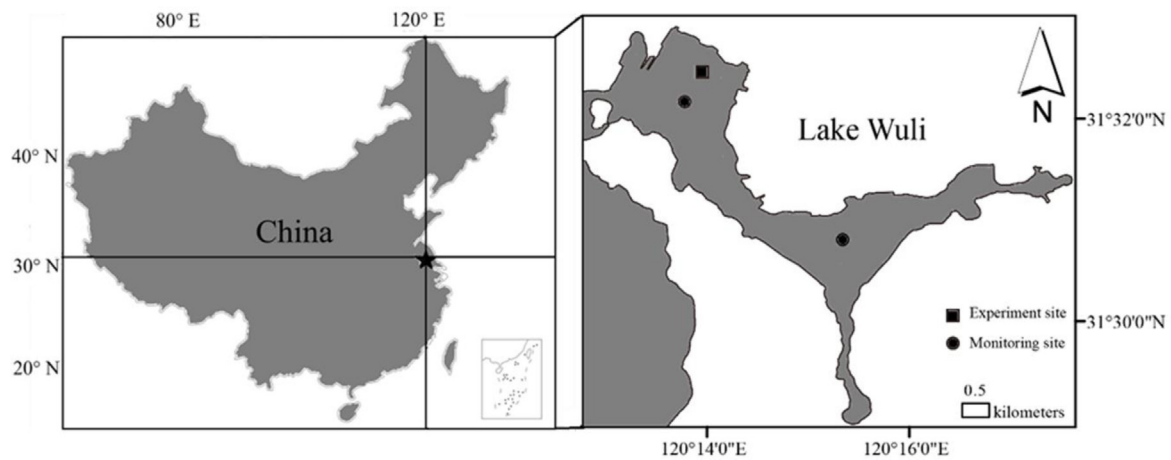 80° E
120° E
40° N
30° N
20° N
China
Lake Wuli
N
31°32'0"N
31°30'0"N
Experiment site
Monitoring site
0.5
kilometers
120°14'0"E
120°16'0"E